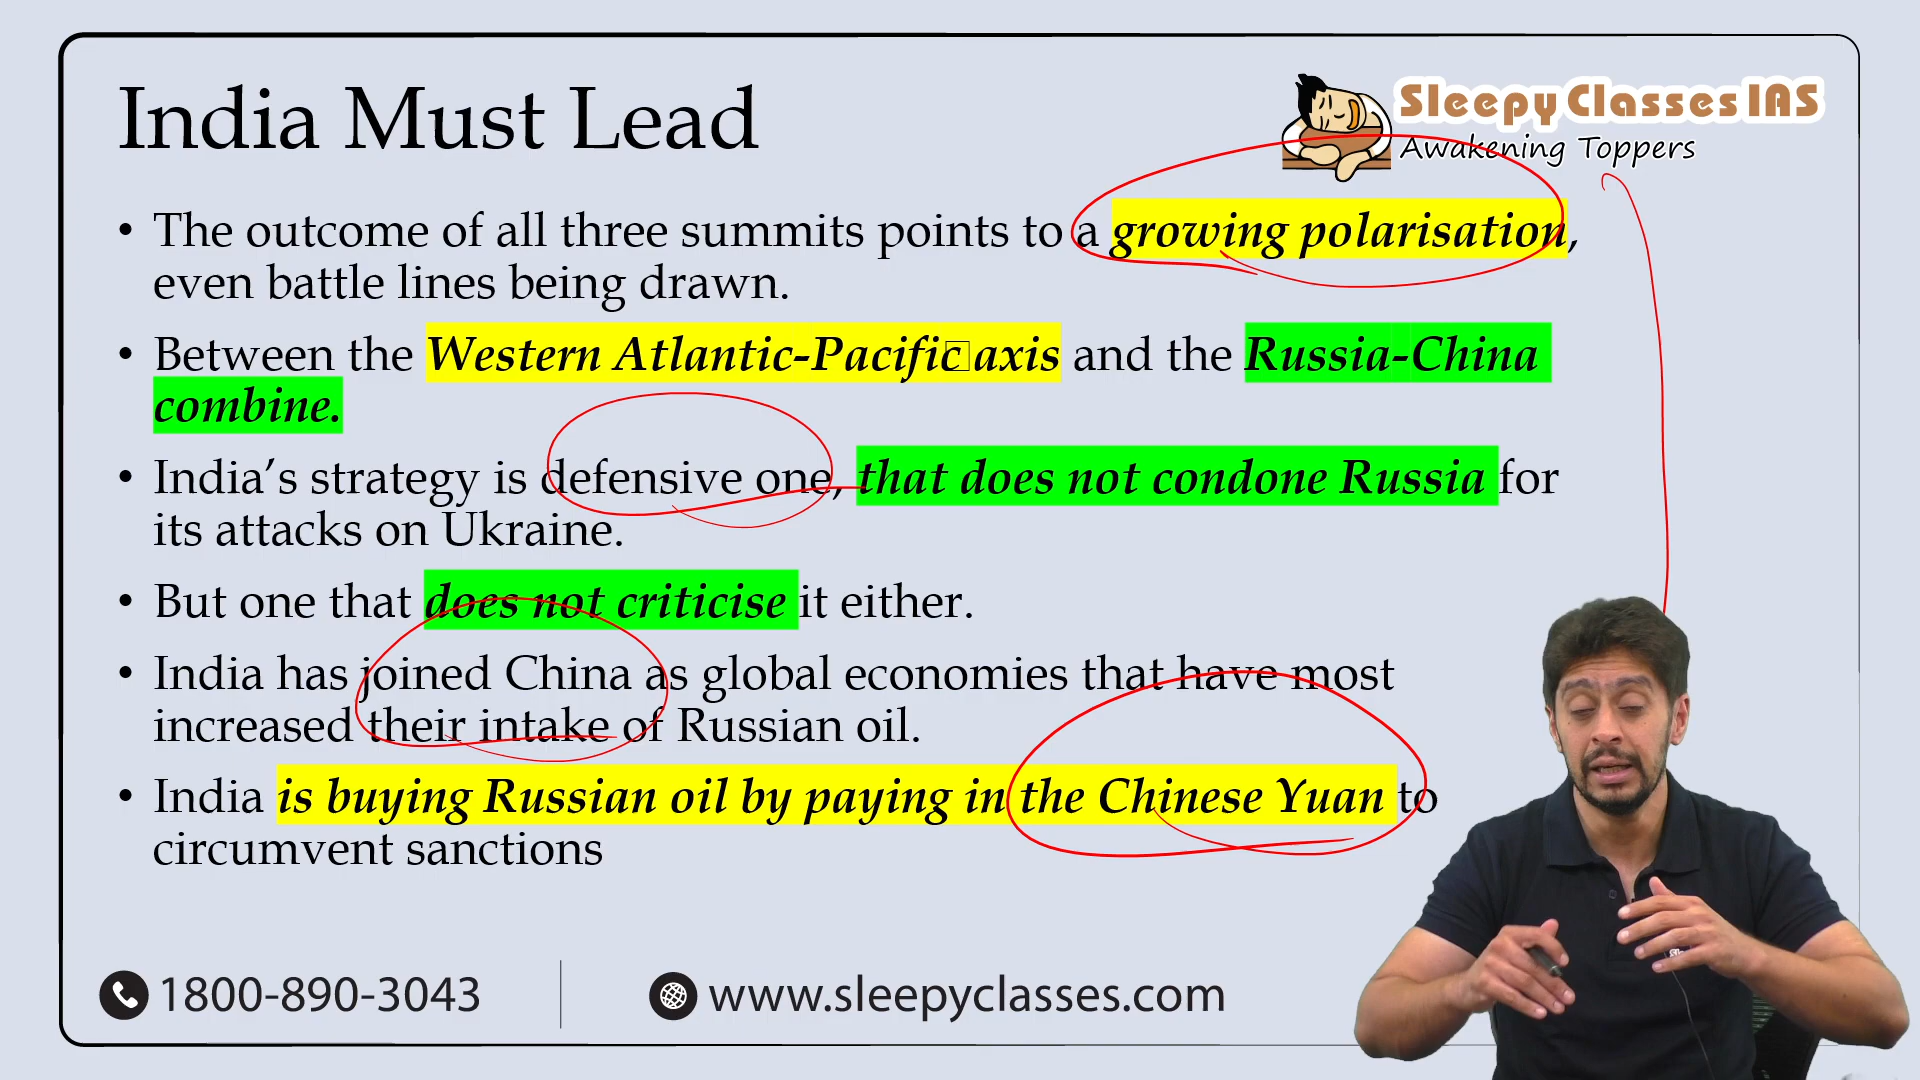 India Must Lead
Sleepy Classes IAS
Awakening Toppers
• The outcome of all three summits points to a growing polarisation,
even battle lines being drawn.
• Between the Western Atlantic-Pacific axis and the Russia-China
combine.
• India’s strategy is defensive one, that does not condone Russia for
its attacks on Ukraine.
• But one that does not criticise it either.
• India has joined China as global economies that have most
increased their intake of Russian oil.
• India is buying Russian oil by paying in the Chinese Yuan to
circumvent sanctions
1800-890-3043
www.sleepyclasses.com